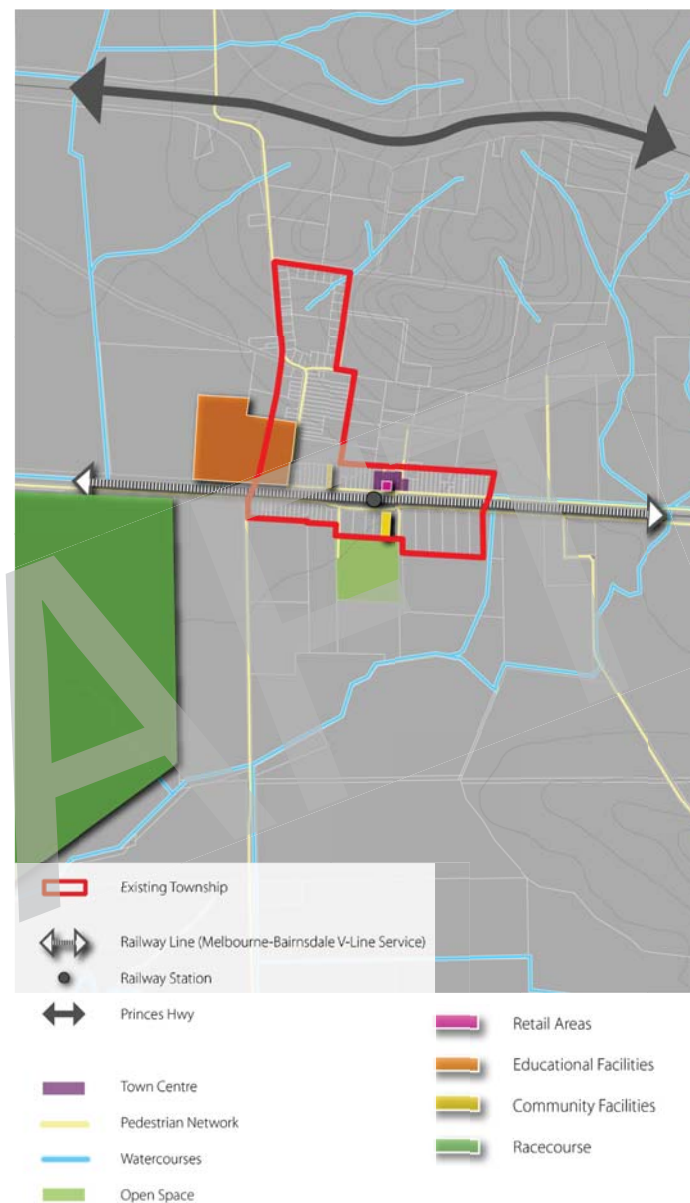 Existing Township
Railway Line (Melbourne-Bairnsdale V-Line Service)
Railway Station
Princes Hwy
Town Centre
Pedestrian Network
Watercourses
Open Space
Retail Areas
Educational Facilities
Community Facilities
Racecourse